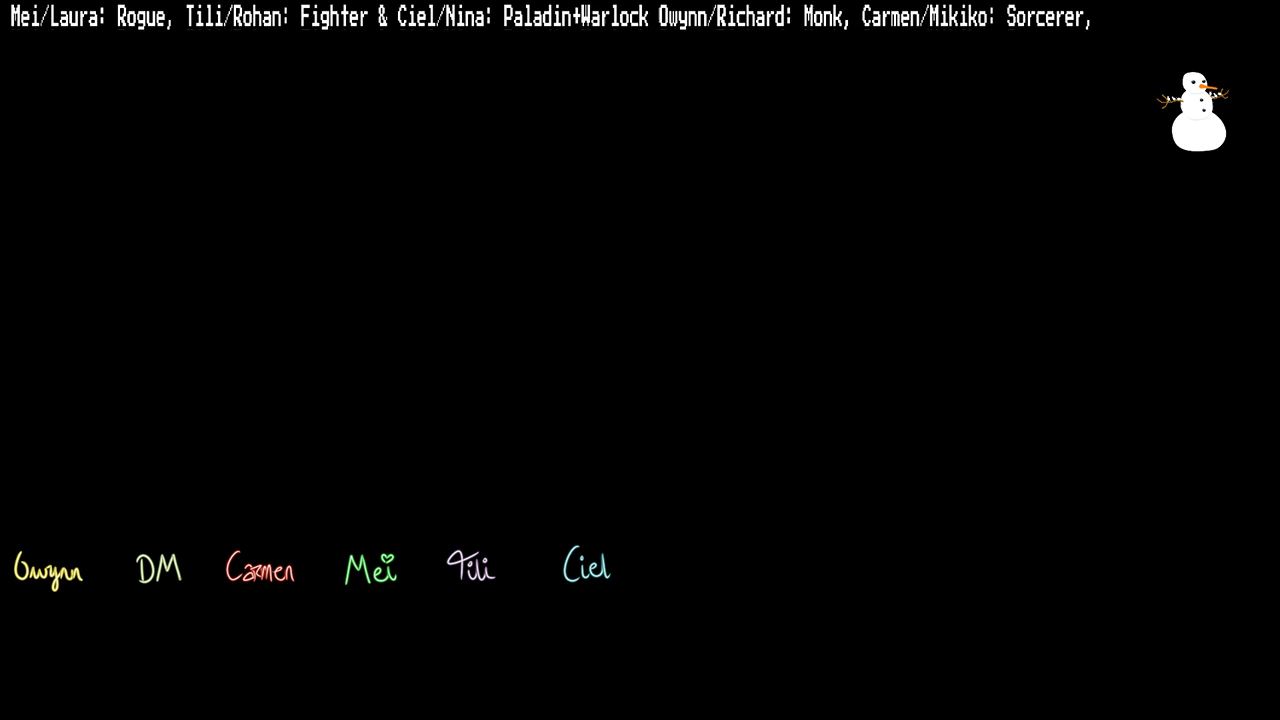 Mei/Laura: Rogue, Tili/Rohan: Fighter & Ciel/Nina: Paladin+Warlock Owynn/Richard: Monk, Carmen/Mikiko: Sorcerer,
Owynn DM Carmen Mei Tili Ciel